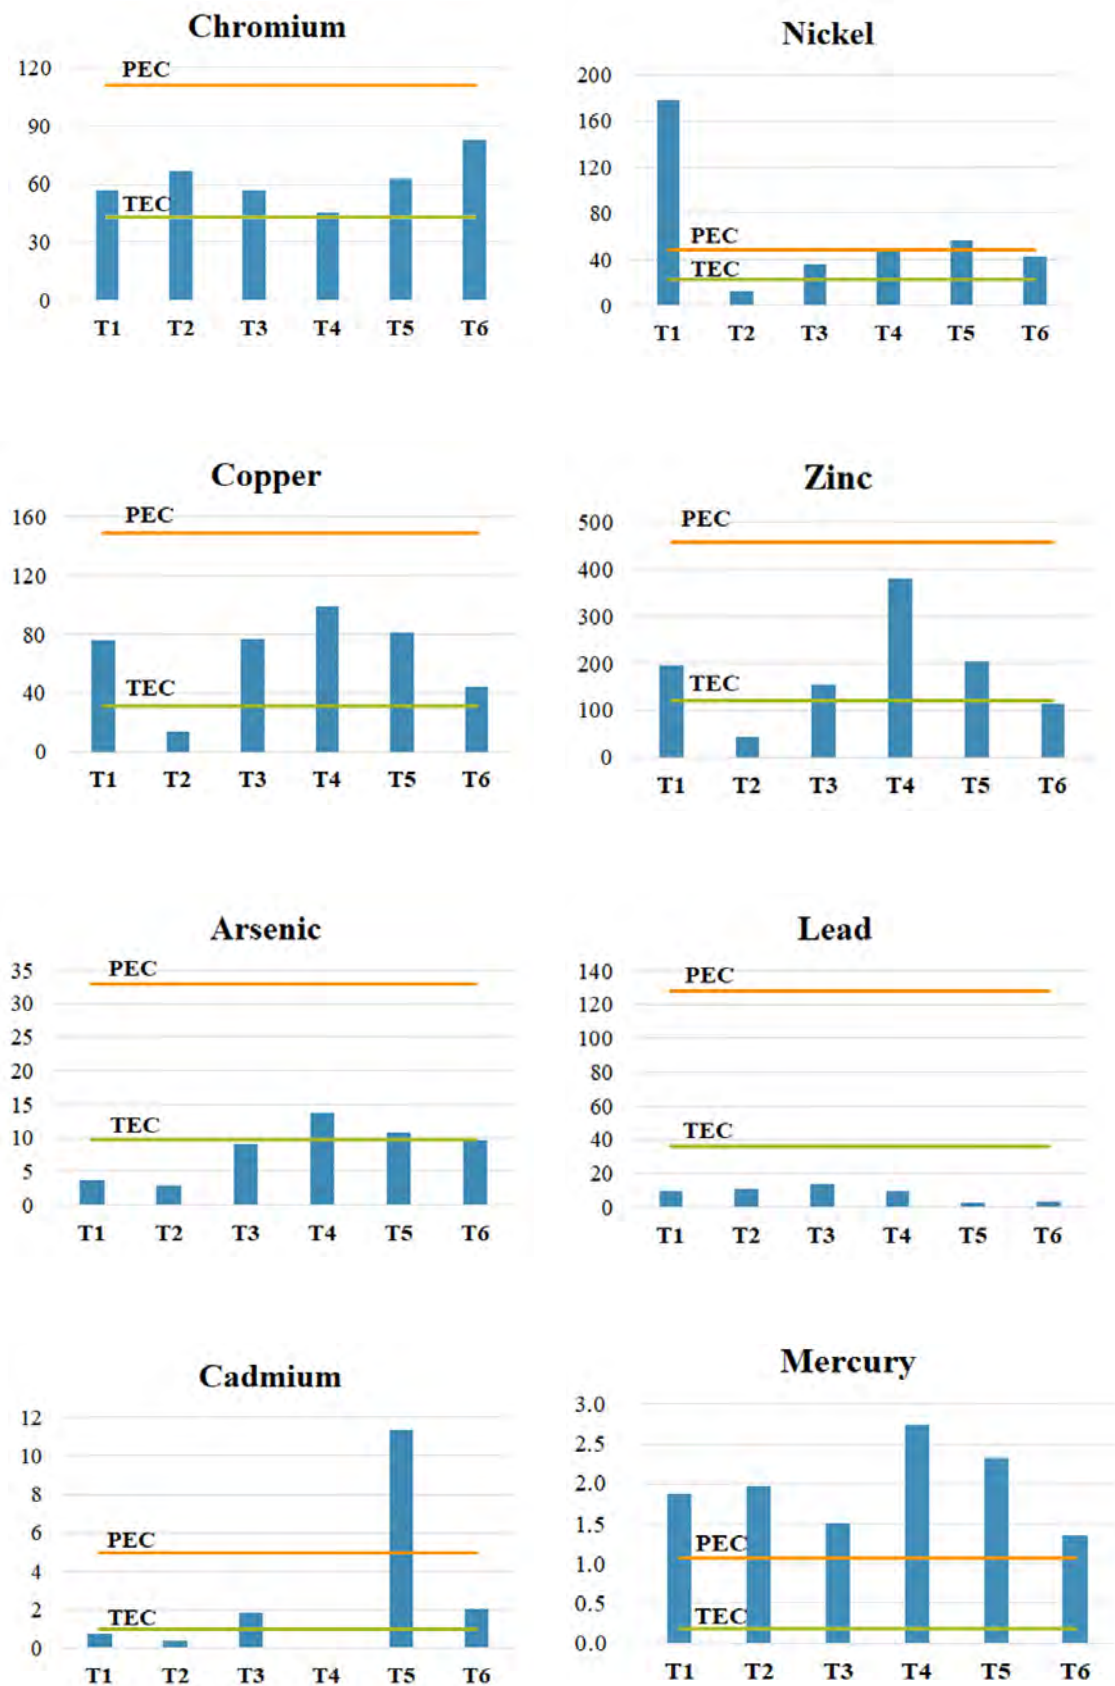 Chromium
120
PEC
90
60
TEC
30
0
T1 T2 T3 T4 T5 T6
Nickel
200
160
120
80
PEC
40
TEC
0
T1 T2 T3 T4 T5 T6
Copper
160
PEC
120
80
40
TEC
0
T1 T2 T3 T4 T5 T6
Zinc
500
PEC
400
300
200
TEC
100
0
T1 T2 T3 T4 T5 T6
Arsenic
35
PEC
30
25
20
15
TEC
10
5
0
T1 T2 T3 T4 T5 T6
Lead
140
PEC
120
100
80
60
TEC
40
20
0
T1 T2 T3 T4 T5 T6
Cadmium
12
10
8
6
PEC
4
2
TEC
0
T1 T2 T3 T4 T5 T6
Mercury
3.0
2.5
2.0
1.5
PEC
1.0
0.5
TEC
0.0
T1 T2 T3 T4 T5 T6